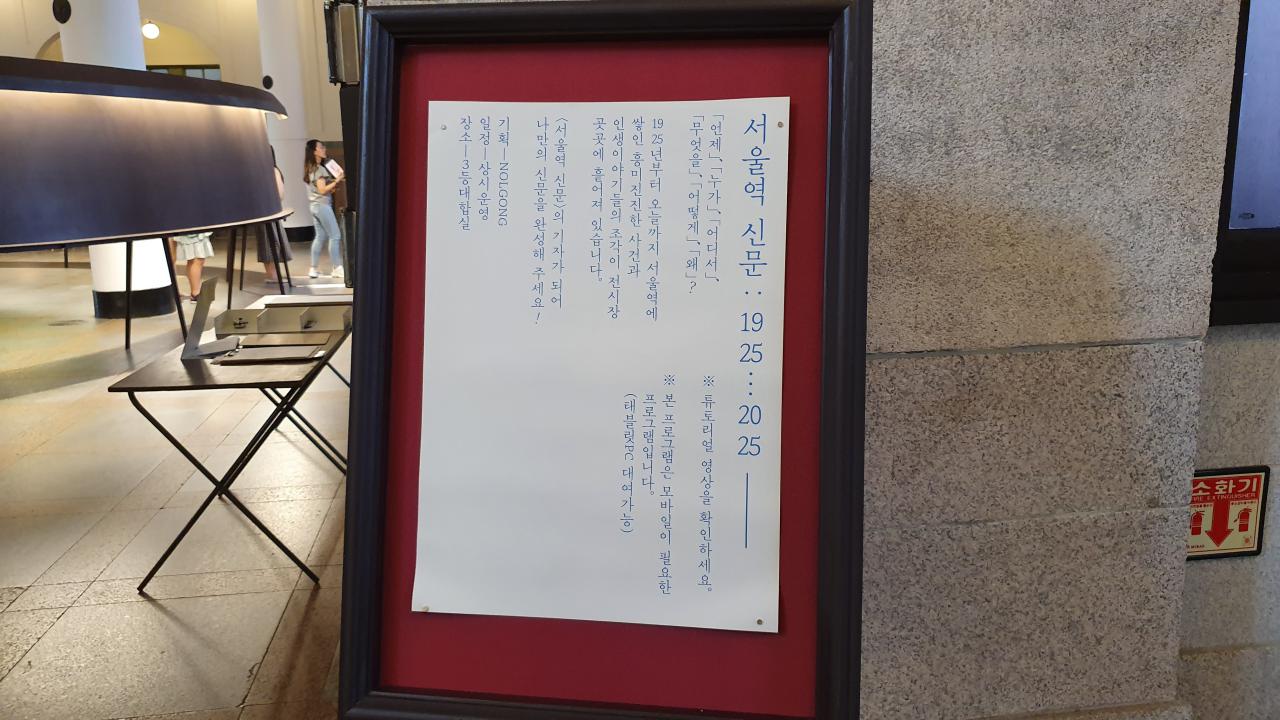 서울역 신문‥ 1925…2025
「언제」、「누가」、「어디서」、
「무엇을」、「어떻게」、「왜」?
1925년부터 오늘까지 서울역에
쌓인 흥미진진한 사건과
인생이야기들의 조각이 전시장
곳곳에 흩어져 있습니다.
〈서울역 신문〉의 기자가 되어
나만의 신문을 완성해 주세요!
기획—NOLGONG
일정—상시운영
장소—3등대합실
※ 튜토리얼 영상을 확인하세요.
※ 본 프로그램은 모바일이 필요한
프로그램입니다.
(태블릿PC 대여가능)
소화기
FIRE EXTINGUISHER